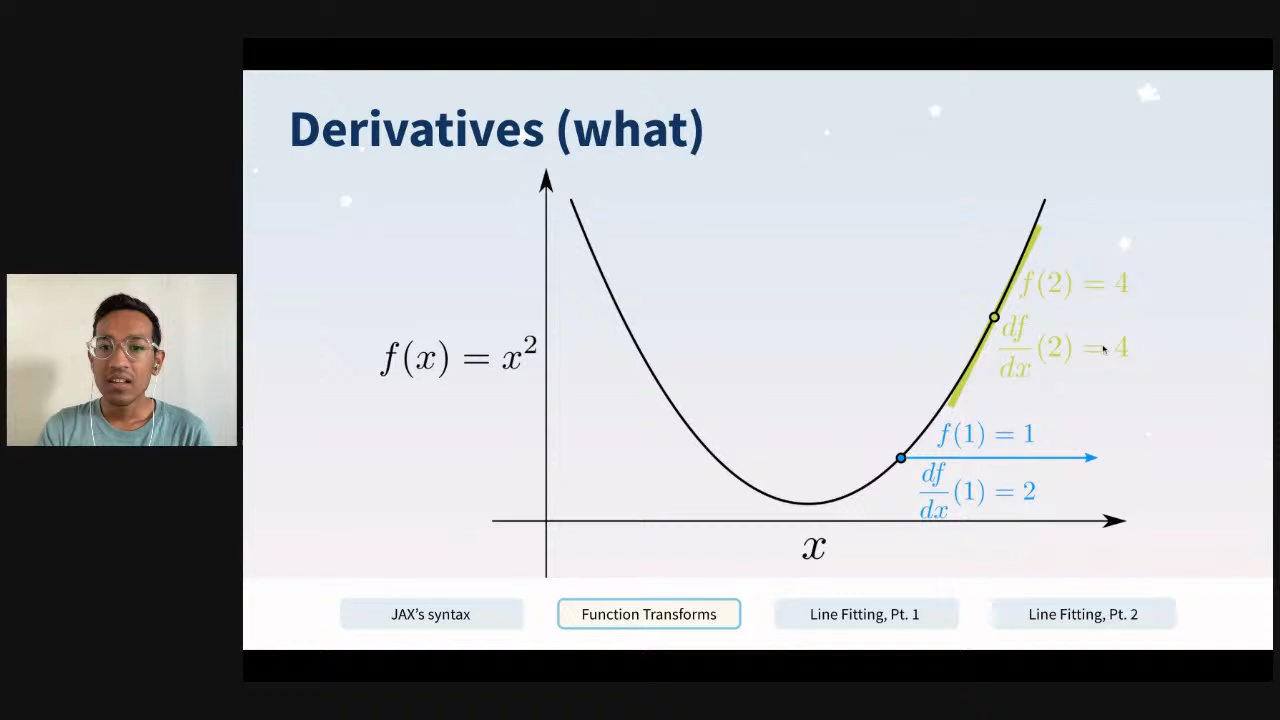 Derivatives (what)
f(x) = x²
f(2) = 4
df/dx (2) = 4
f(1) = 1
df/dx (1) = 2
x
JAX's syntax
Function Transforms
Line Fitting, Pt. 1
Line Fitting, Pt. 2